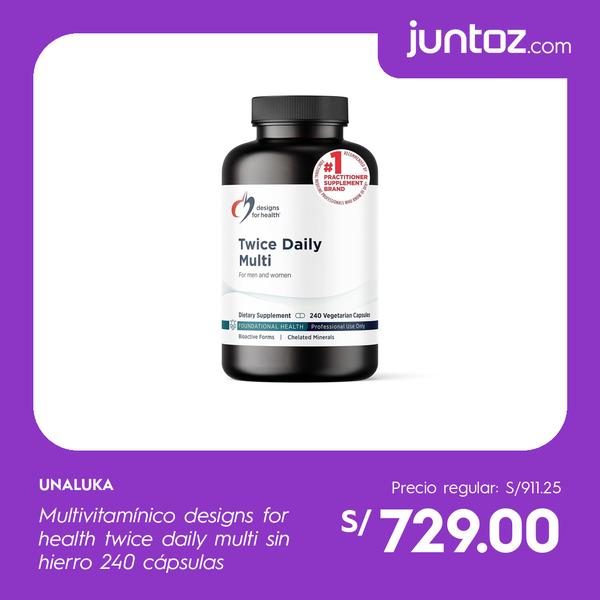 juntoz.com
#1
PRACTITIONER
SUPPLEMENT
BRAND
designs
for health
Twice Daily
Multi
For men and women
Dietary Supplement
240 Vegetarian Capsules
FOUNDATIONAL HEALTH
Professional Use Only
Bioactive Forms | Chelated Minerals
UNALUKA
Multivitamínico designs for
health twice daily multi sin
hierro 240 cápsulas
Precio regular: S/911.25
S/729.00